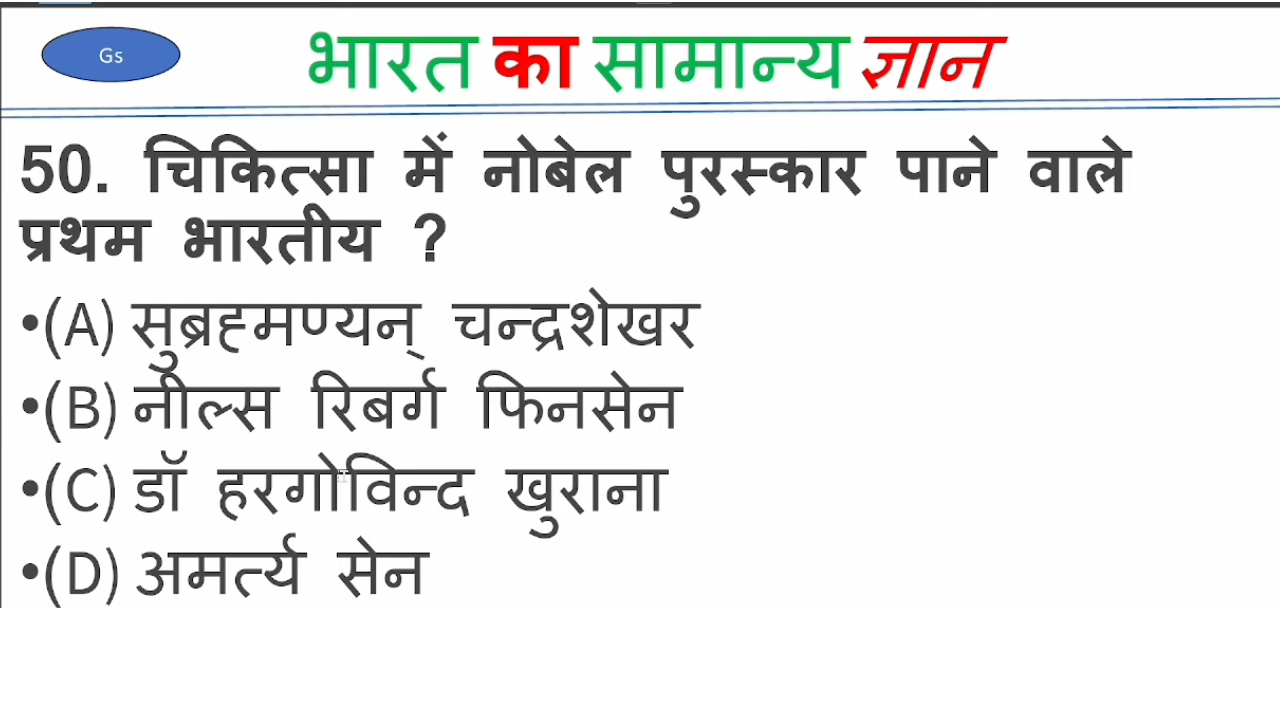 Gs
भारत का सामान्य ज्ञान
50. चिकित्सा में नोबेल पुरस्कार पाने वाले
प्रथम भारतीय ?
•(A) सुब्रह्मण्यन् चन्द्रशेखर
•(B) नील्स रिबर्ग फिनसेन
•(C) डॉ हरगोविन्द खुराना
•(D) अमर्त्य सेन